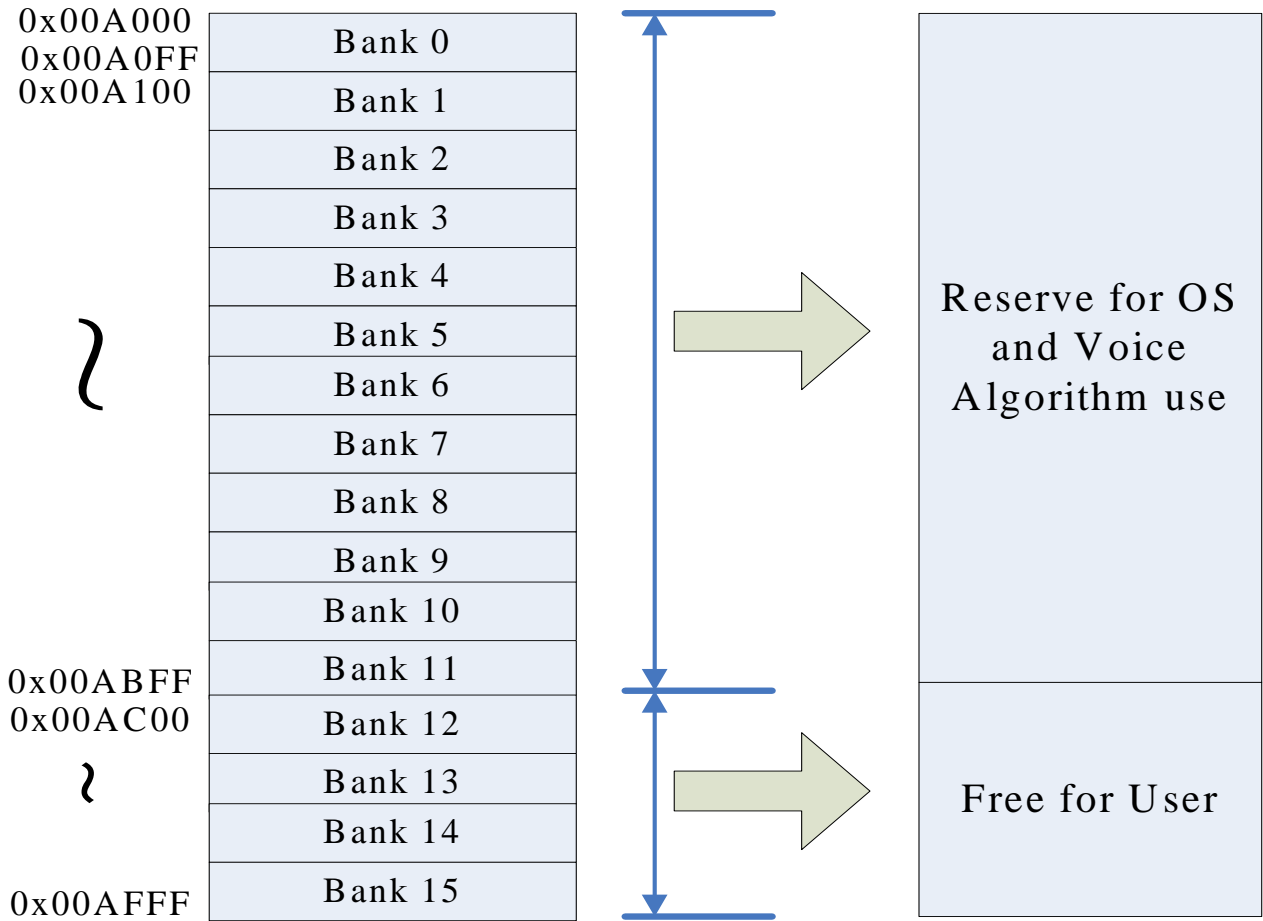 0x00A000
0x00A0FF
0x00A100
0x00ABFF
0x00AC00
0x00AFFF
Bank 0
Bank 1
Bank 2
Bank 3
Bank 4
Bank 5
Bank 6
Bank 7
Bank 8
Bank 9
Bank 10
Bank 11
Bank 12
Bank 13
Bank 14
Bank 15
Reserve for OS
and Voice
Algorithm use
Free for User